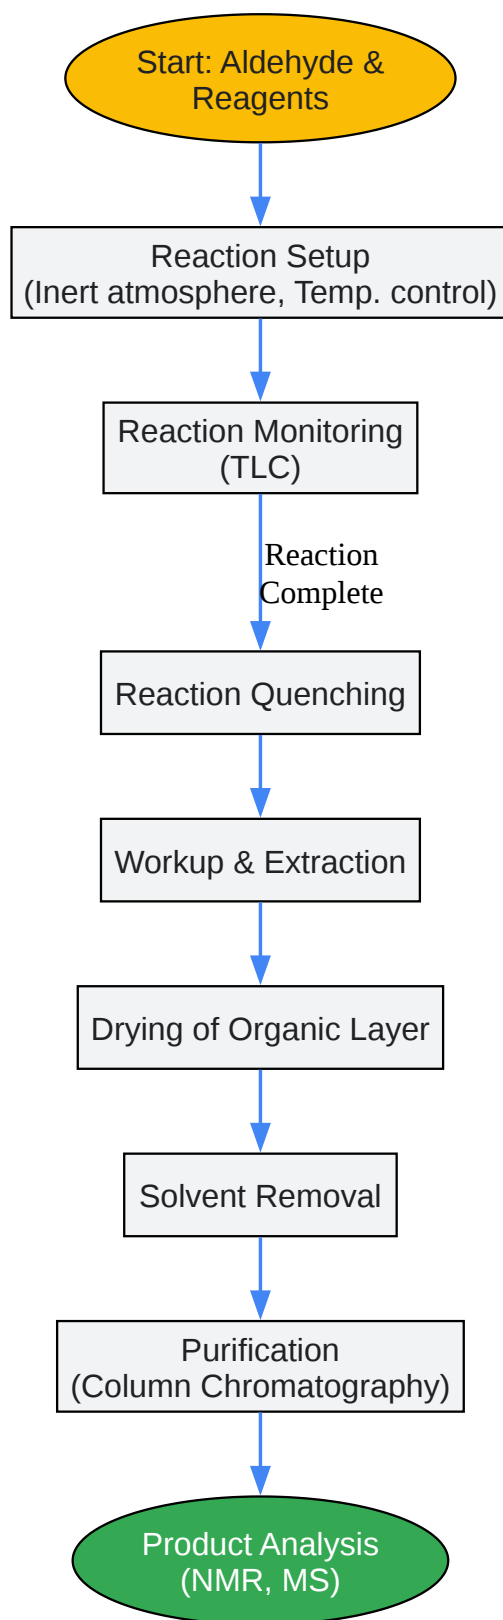 Start: Aldehyde &
Reagents
Reaction Setup
(Inert atmosphere, Temp. control)
Reaction Monitoring
(TLC)
Reaction
Complete
Reaction Quenching
Workup & Extraction
Drying of Organic Layer
Solvent Removal
Purification
(Column Chromatography)
Product Analysis
(NMR, MS)